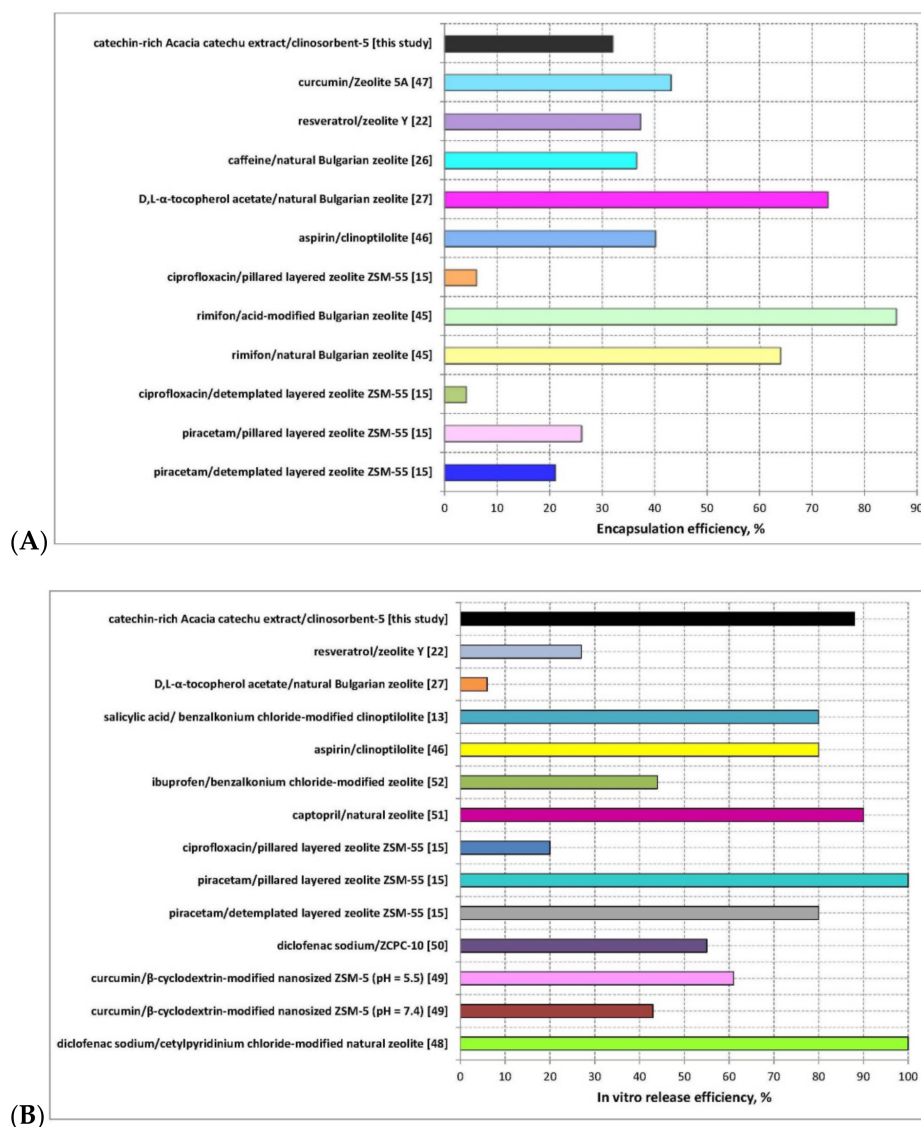 catechin-rich Acacia catechu extract/clinosorbent-5 [this study]
curcumin/Zeolite 5A [47]
resveratrol/zeolite Y [22]
caffeine/natural Bulgarian zeolite [26]
D,L-α-tocopherol acetate/natural Bulgarian zeolite [27]
aspirin/clinoptilolite [46]
ciprofloxacin/pillared layered zeolite ZSM-55 [15]
rimifon/acid-modified Bulgarian zeolite [45]
rimifon/natural Bulgarian zeolite [45]
ciprofloxacin/detemplated layered zeolite ZSM-55 [15]
piracetam/pillared layered zeolite ZSM-55 [15]
piracetam/detemplated layered zeolite ZSM-55 [15]
0 10 20 30 40 50 60 70 80 90
Encapsulation efficiency, %
(A)
catechin-rich Acacia catechu extract/clinosorbent-5 [this study]
resveratrol/zeolite Y [22]
D,L-α-tocopherol acetate/natural Bulgarian zeolite [27]
salicylic acid/ benzalkonium chloride-modified clinoptilolite [13]
aspirin/clinoptilolite [46]
ibuprofen/benzalkonium chloride-modified zeolite [52]
captopril/natural zeolite [51]
ciprofloxacin/pillared layered zeolite ZSM-55 [15]
piracetam/pillared layered zeolite ZSM-55 [15]
piracetam/detemplated layered zeolite ZSM-55 [15]
diclofenac sodium/ZCPC-10 [50]
curcumin/β-cyclodextrin-modified nanosized ZSM-5 (pH = 5.5) [49]
curcumin/β-cyclodextrin-modified nanosized ZSM-5 (pH = 7.4) [49]
diclofenac sodium/cetylpyridinium chloride-modified natural zeolite [48]
0 10 20 30 40 50 60 70 80 90 100
In vitro release efficiency, %
(B)